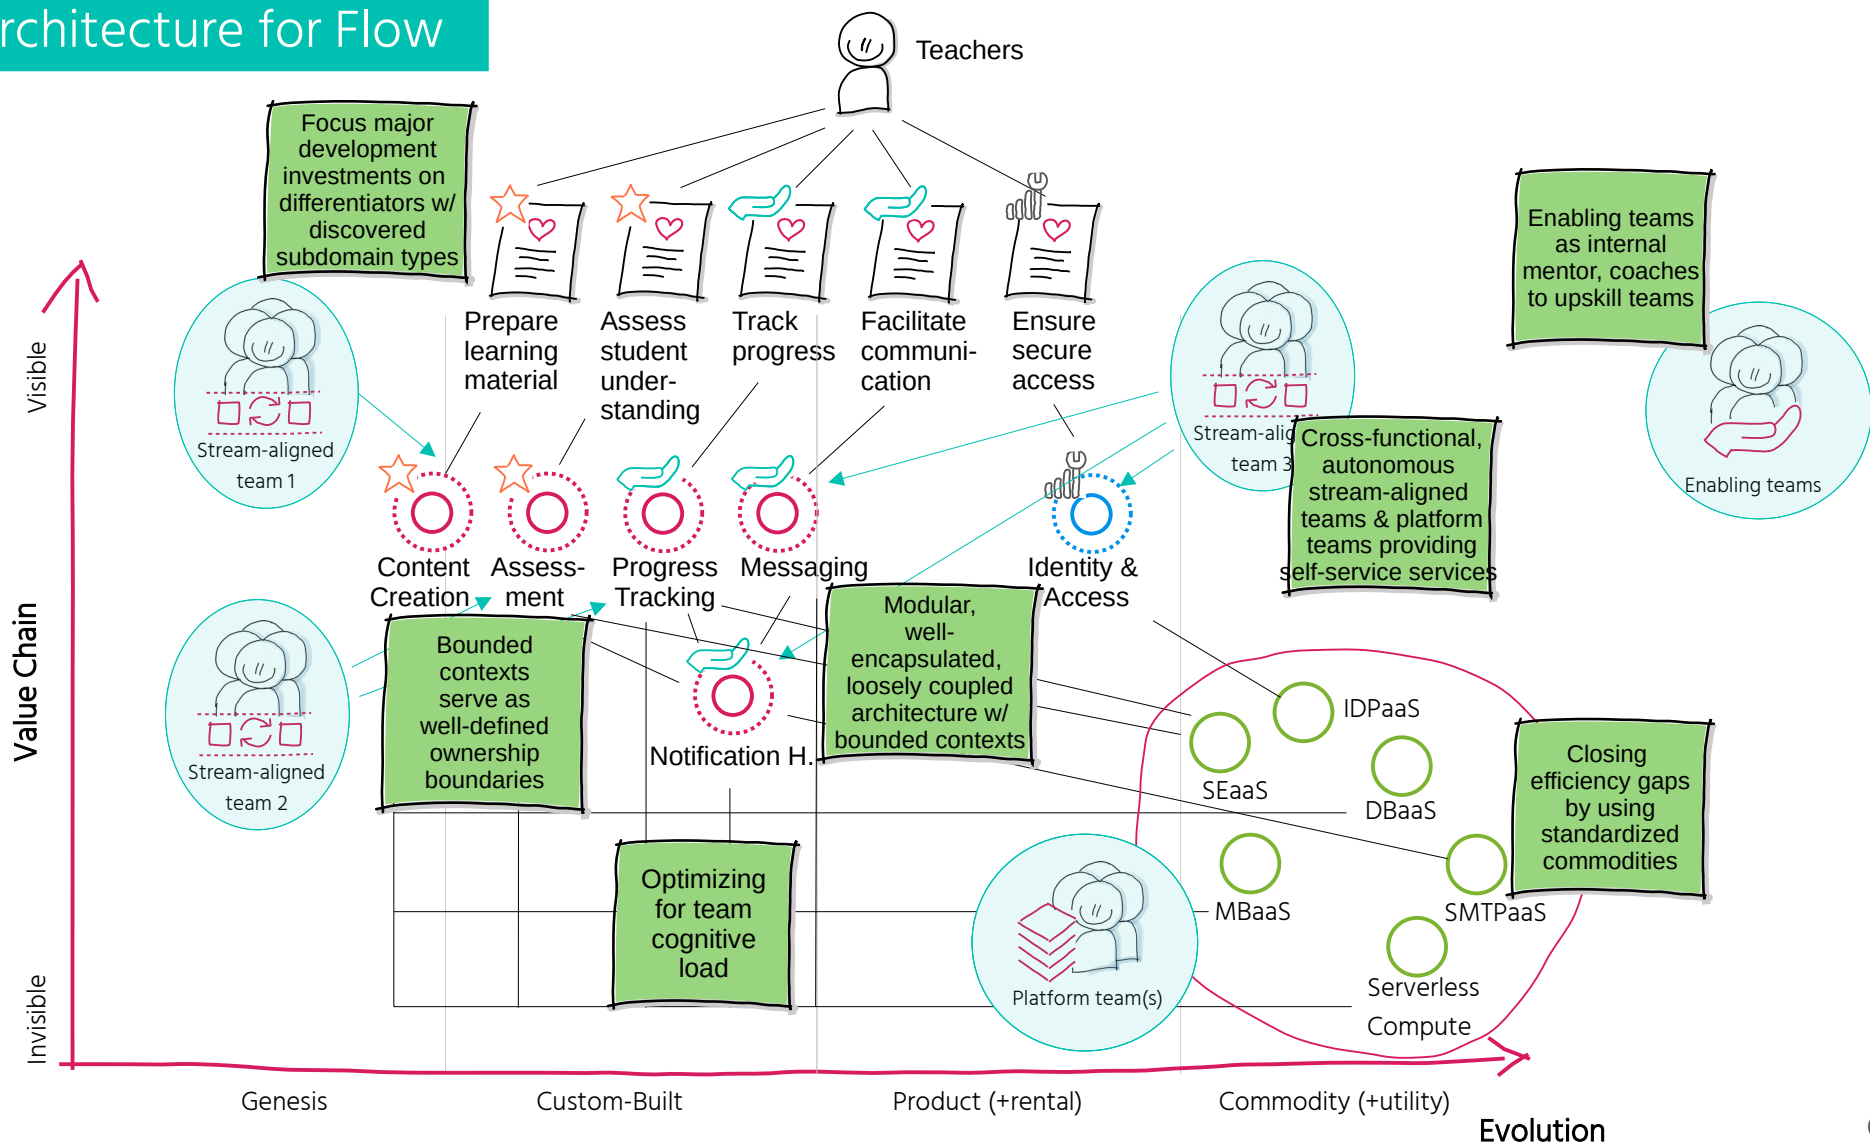 rchitecture for Flow
Teachers
Focus major
development
investments on
differentiators w/
discovered
subdomain types
Enabling teams
as internal
mentor, coaches
to upskill teams
Prepare
learning
material
Assess
student
under-
standing
Track
progress
Facilitate
communi-
cation
Ensure
secure
access
Visible
Stream-aligned
team 1
Stream-alig
team 3
Cross-functional,
autonomous
stream-aligned
teams & platform
teams providing
self-service services
Enabling teams
Content
Creation
Assess-
ment
Progress
Tracking
Messaging
Identity &
Access
Value Chain
Stream-aligned
team 2
Bounded
contexts
serve as
well-defined
ownership
boundaries
Notification H.
Modular,
well-
encapsulated,
loosely coupled
architecture w/
bounded contexts
IDPaaS
SEaaS
DBaaS
Closing
efficiency gaps
by using
standardized
commodities
Optimizing
for team
cognitive
load
MBaaS
SMTPaaS
Platform team(s)
Serverless
Compute
Invisible
Genesis
Custom-Built
Product (+rental)
Commodity (+utility)
Evolution